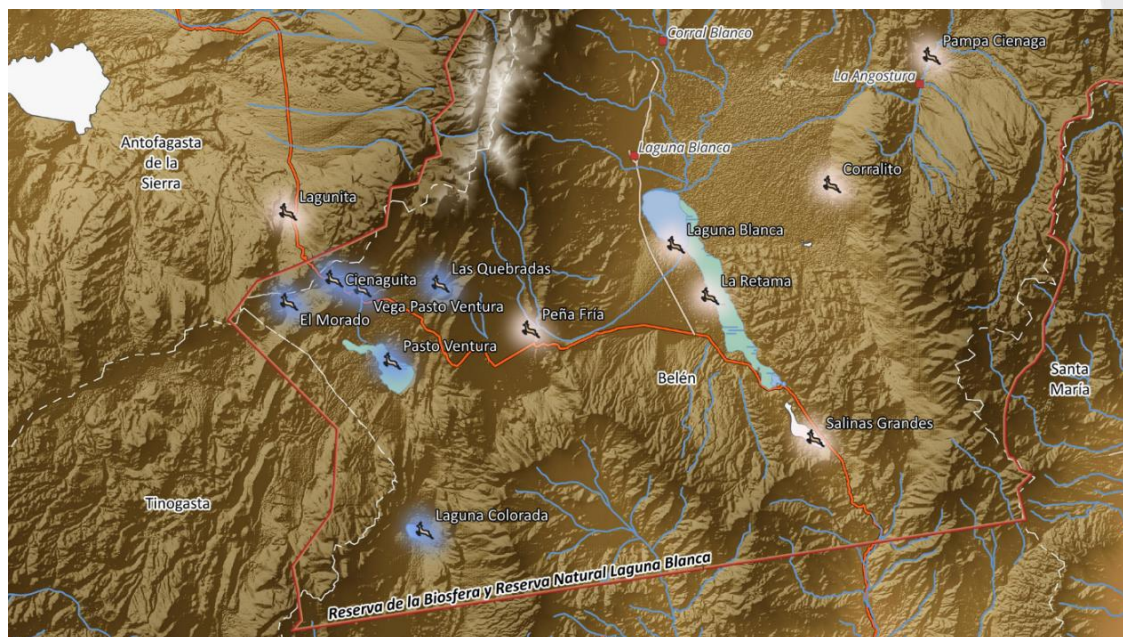 Corral Blanco
Pampa Cienaga
La Angostura
Antofagasta
de la
Sierra
Laguna Blanca
Corralito
Lagunita
Laguna Blanca
Cienaguita
Las Quebradas
La Retama
Vega Pasto Ventura
El Morado
Peña Fría
Pasto Ventura
Belén
Santa
María
Salinas Grandes
Tinogasta
Laguna Colorada
Reserva de la Biosfera y Reserva Natural Laguna Blanca